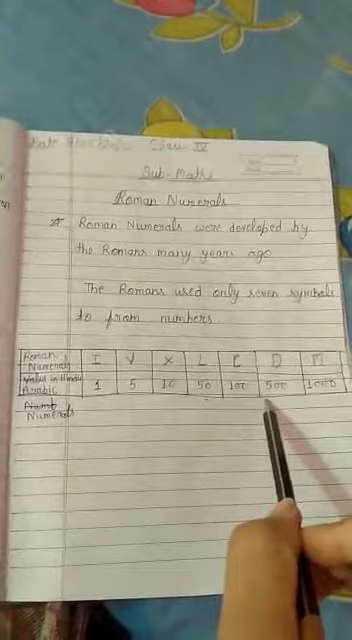 Class-IV
Sub-Maths
Roman Numerals
* Roman Numerals were developed by
the Romans many years ago
The Romans used only seven symbols
to from numbers
Roman Numerals I V X L C D M
Value in Hindu Arabic 1 5 10 50 100 500 1000
Numb
Numerals